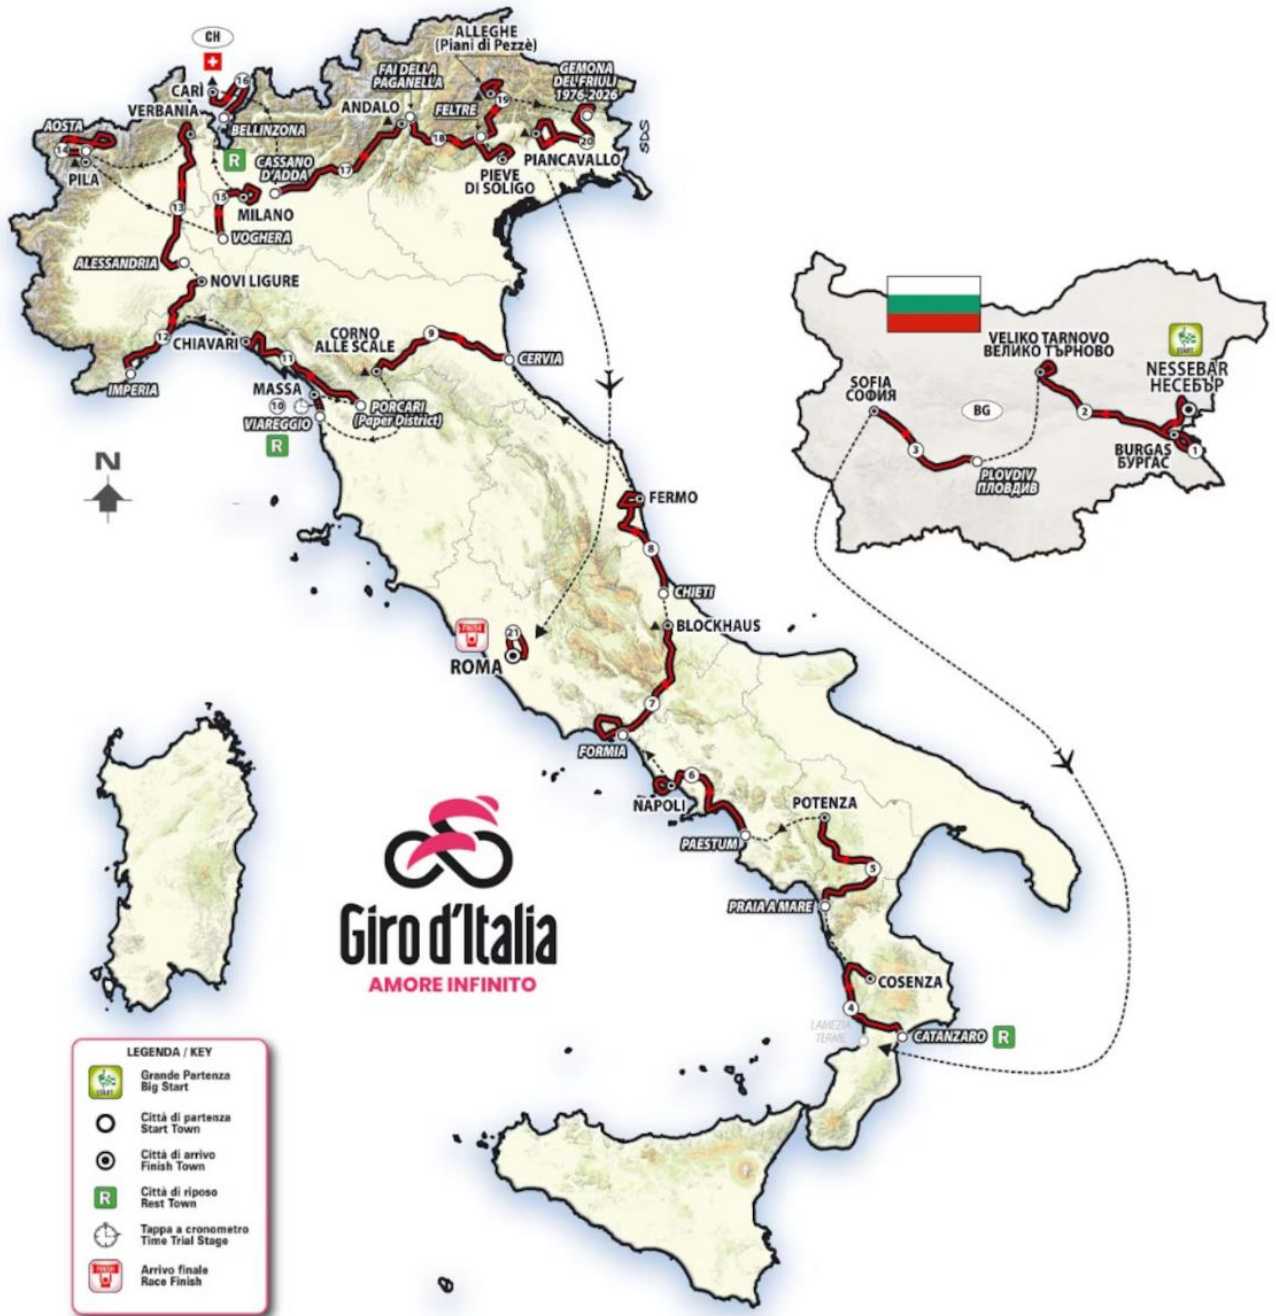 CH
CARÌ
16
VERBANIA
BELLINZONA
AOSTA
14
PILA
R
ALLEGHE
(Piani di Pezzè)
FAI DELLA
PAGANELLA
GEMONA
DEL FRIULI
1976-2026
ANDALO
FELTRE
19
18
20
SDS
PIANCAVALLO
PIEVE
DI SOLIGO
CASSANO
D'ADDA
17
15
MILANO
13
VOGHERA
ALESSANDRIA
NOVI LIGURE
12
CHIAVARI
IMPERIA
CORNO
ALLE SCALE
9
CERVIA
11
MASSA
10
VIAREGGIO
R
PORCARI
(Paper District)
N
FERMO
8
CHIETI
BLOCKHAUS
21
FINISH
ROMA
7
FORMIA
6
NAPOLI
POTENZA
PAESTUM
5
PRAIA A MARE
COSENZA
4
LAMEZIA
TERME
CATANZARO
R
VELIKO TARNOVO
ВЕЛИКО ТЪРНОВО
START
NESSEBAR
НЕСЕБЪР
SOFIA
СОФИЯ
BG
2
3
BURGAS
БУРГАС
1
PLOVDIV
ПЛОВДИВ
Giro d'Italia
AMORE INFINITO
LEGENDA / KEY
START
Grande Partenza
Big Start
Città di partenza
Start Town
Città di arrivo
Finish Town
R
Città di riposo
Rest Town
Tappa a cronometro
Time Trial Stage
FINISH
Arrivo finale
Race Finish